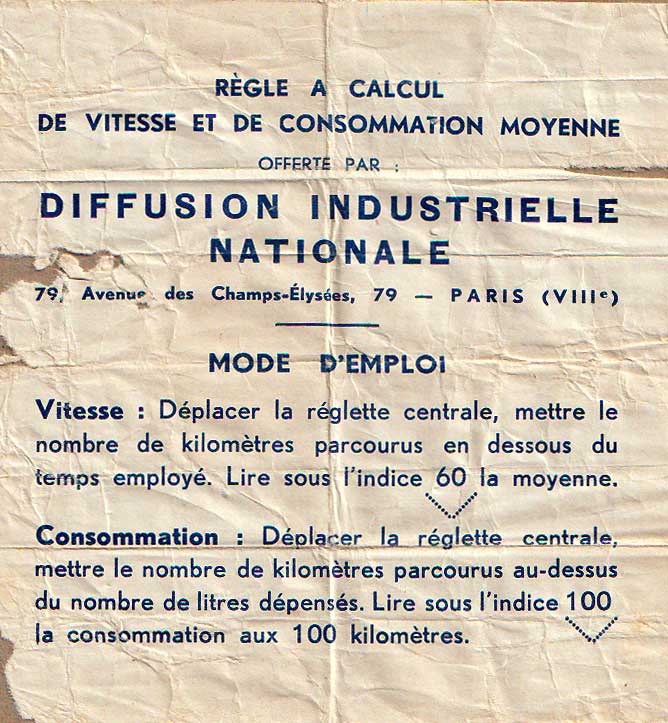 RÈGLE A CALCUL
DE VITESSE ET DE CONSOMMATION MOYENNE
OFFERTE PAR :
DIFFUSION INDUSTRIELLE
NATIONALE
79, Avenue des Champs-Élysées, 79 — PARIS (VIIIe)
MODE D'EMPLOI
Vitesse : Déplacer la réglette centrale, mettre le
nombre de kilomètres parcourus en dessous du
temps employé. Lire sous l'indice 60 la moyenne.
Consommation : Déplacer la réglette centrale,
mettre le nombre de kilomètres parcourus au-dessus
du nombre de litres dépensés. Lire sous l'indice 100
la consommation aux 100 kilomètres.